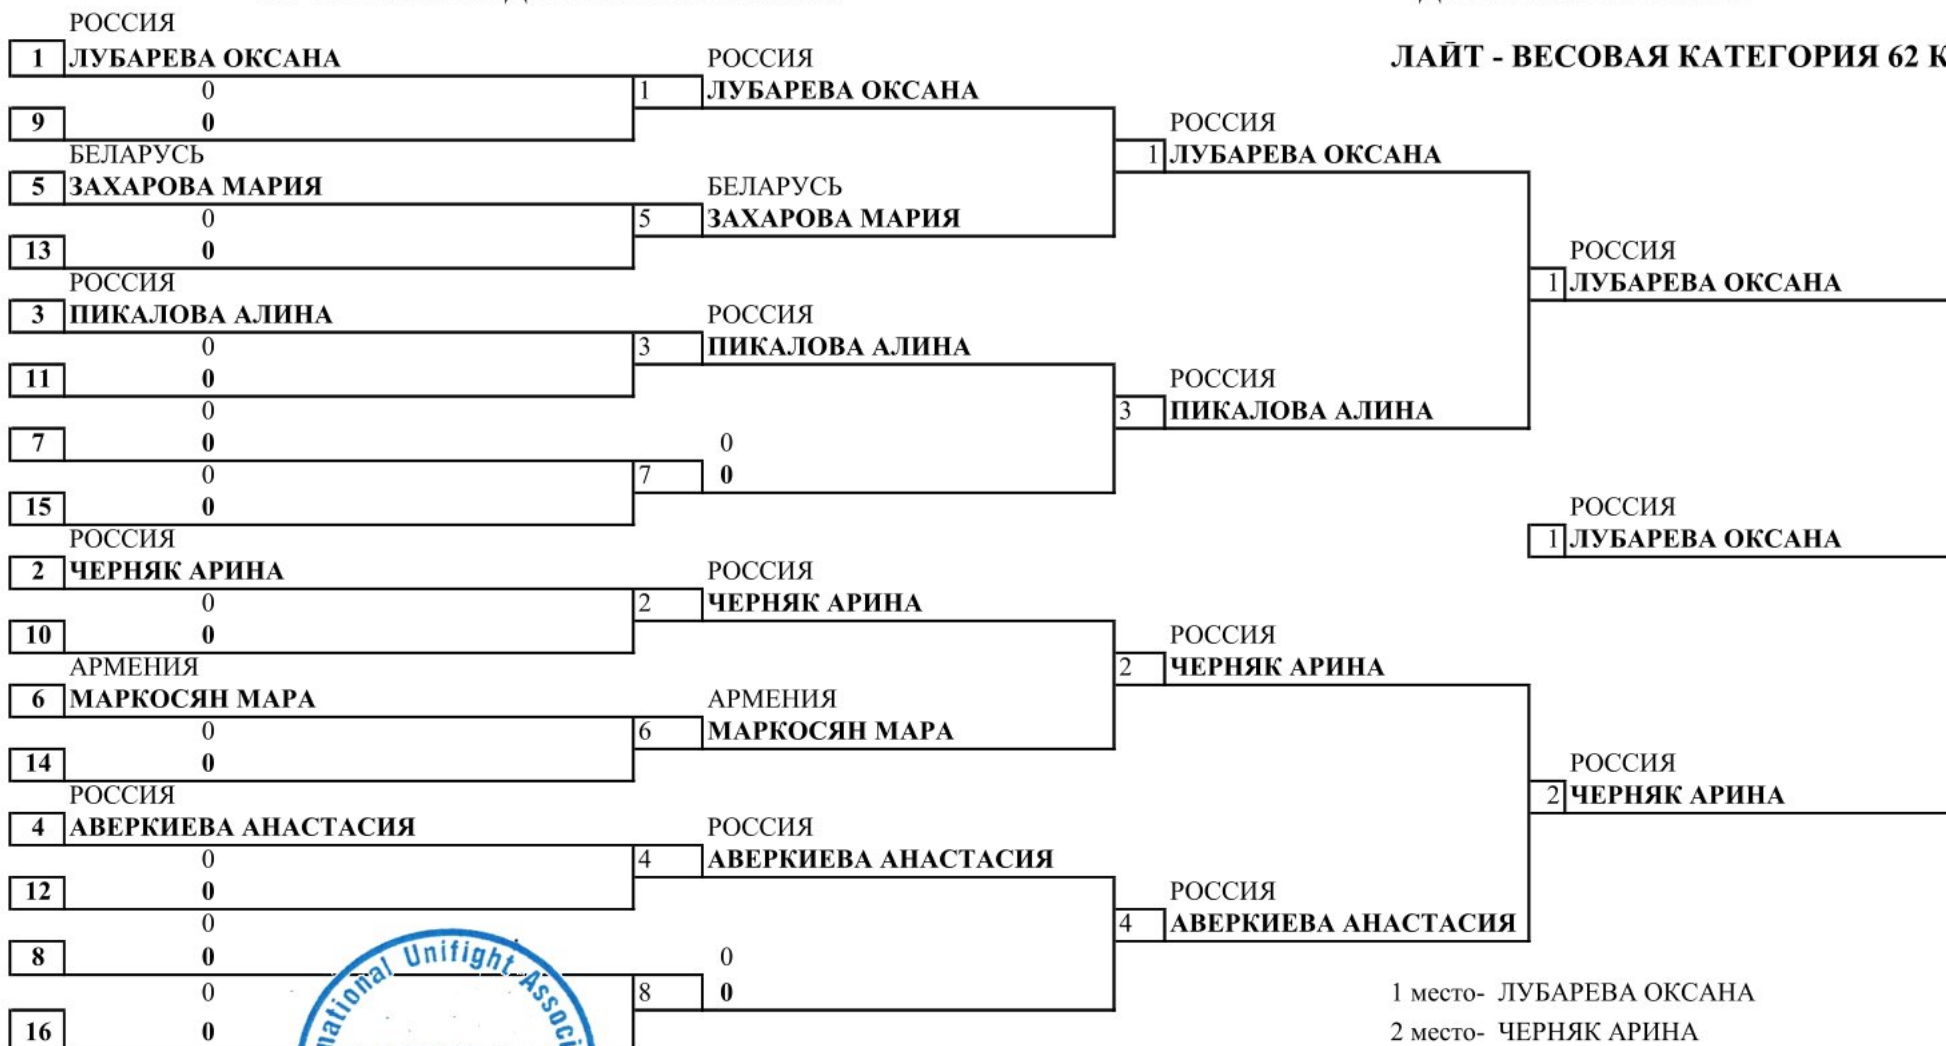 РОССИЯ
1 ЛУБАРЕВА ОКСАНА РОССИЯ ЛАЙТ - ВЕСОВАЯ КАТЕГОРИЯ 62
0 1 ЛУБАРЕВА ОКСАНА
9 0 РОССИЯ
БЕЛАРУСЬ 1 ЛУБАРЕВА ОКСАНА
5 ЗАХАРОВА МАРИЯ БЕЛАРУСЬ
0 5 ЗАХАРОВА МАРИЯ
13 0 РОССИЯ
РОССИЯ 1 ЛУБАРЕВА ОКСАНА
3 ПИКАЛОВА АЛИНА РОССИЯ
0 3 ПИКАЛОВА АЛИНА
11 0 РОССИЯ
0 3 ПИКАЛОВА АЛИНА
7 0 0
0 7 0
15 0 РОССИЯ
РОССИЯ 1 ЛУБАРЕВА ОКСАНА
2 ЧЕРНЯК АРИНА РОССИЯ
0 2 ЧЕРНЯК АРИНА
10 0 РОССИЯ
АРМЕНИЯ 2 ЧЕРНЯК АРИНА
6 МАРКОСЯН МАРА АРМЕНИЯ
0 6 МАРКОСЯН МАРА
14 0 РОССИЯ
РОССИЯ 2 ЧЕРНЯК АРИНА
4 АВЕРКИЕВА АНАСТАСИЯ РОССИЯ
0 4 АВЕРКИЕВА АНАСТАСИЯ
12 0 РОССИЯ
0 4 АВЕРКИЕВА АНАСТАСИЯ
8 0 0
0 8 0 1 место- ЛУБАРЕВА ОКСАНА
16 0 2 место- ЧЕРНЯК АРИНА
Unifight